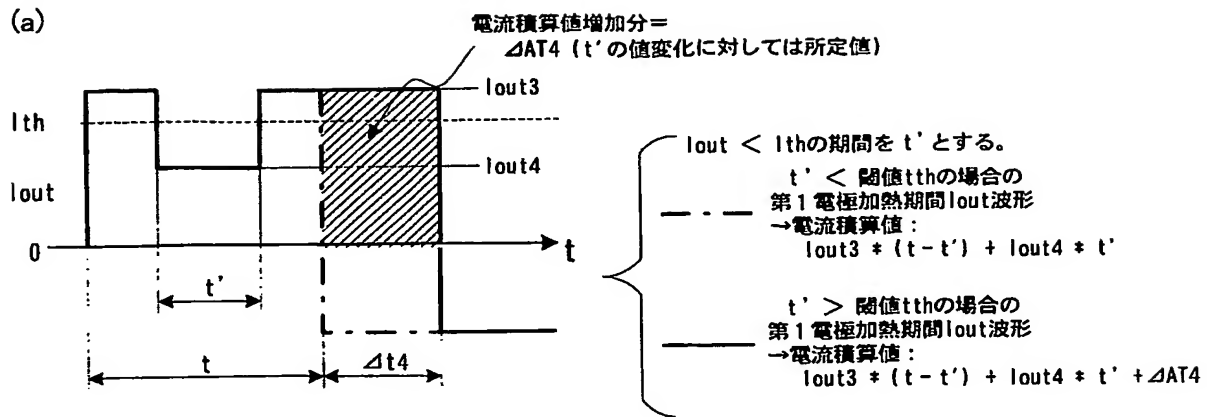 (a)
電流積算値増加分=
⊿AT4 (t'の値変化に対しては所定値)
Iout3
Ith
Iout4
Iout
0
t
t'
t
⊿t4
Iout < Ithの期間を t' とする。
t' < 閾値tthの場合の
第1電極加熱期間Iout波形
→電流積算値:
Iout3 * (t-t') + Iout4 * t'
t' > 閾値tthの場合の
第1電極加熱期間Iout波形
→電流積算値:
Iout3 * (t-t') + Iout4 * t' +⊿AT4